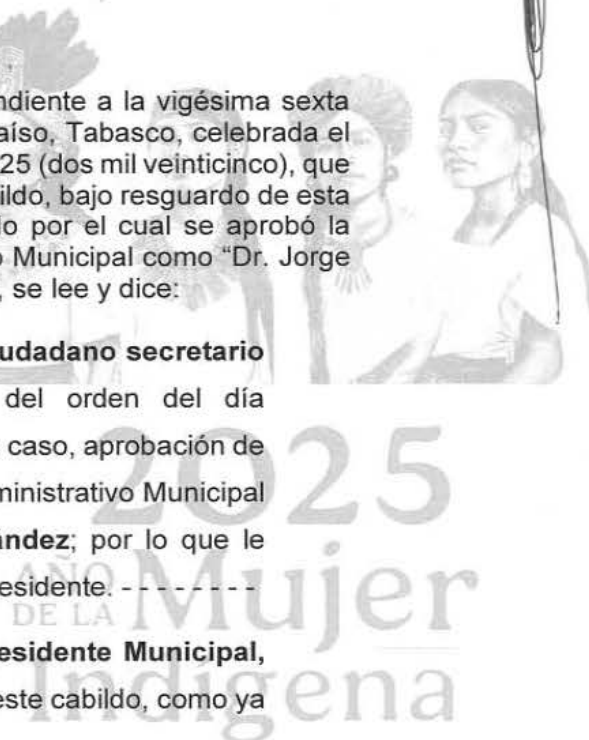 ndiente a la vigésima sexta
aíso, Tabasco, celebrada el
25 (dos mil veinticinco), que
ildo, bajo resguardo de esta
do por el cual se aprobó la
o Municipal como “Dr. Jorge
, se lee y dice:
iudadano secretario
del orden del día
caso, aprobación de
ministrativo Municipal
ández; por lo que le
esidente. - - - - - - - -
esidente Municipal,
este cabildo, como ya
2025
AÑO
DE LA Mujer
Indígena